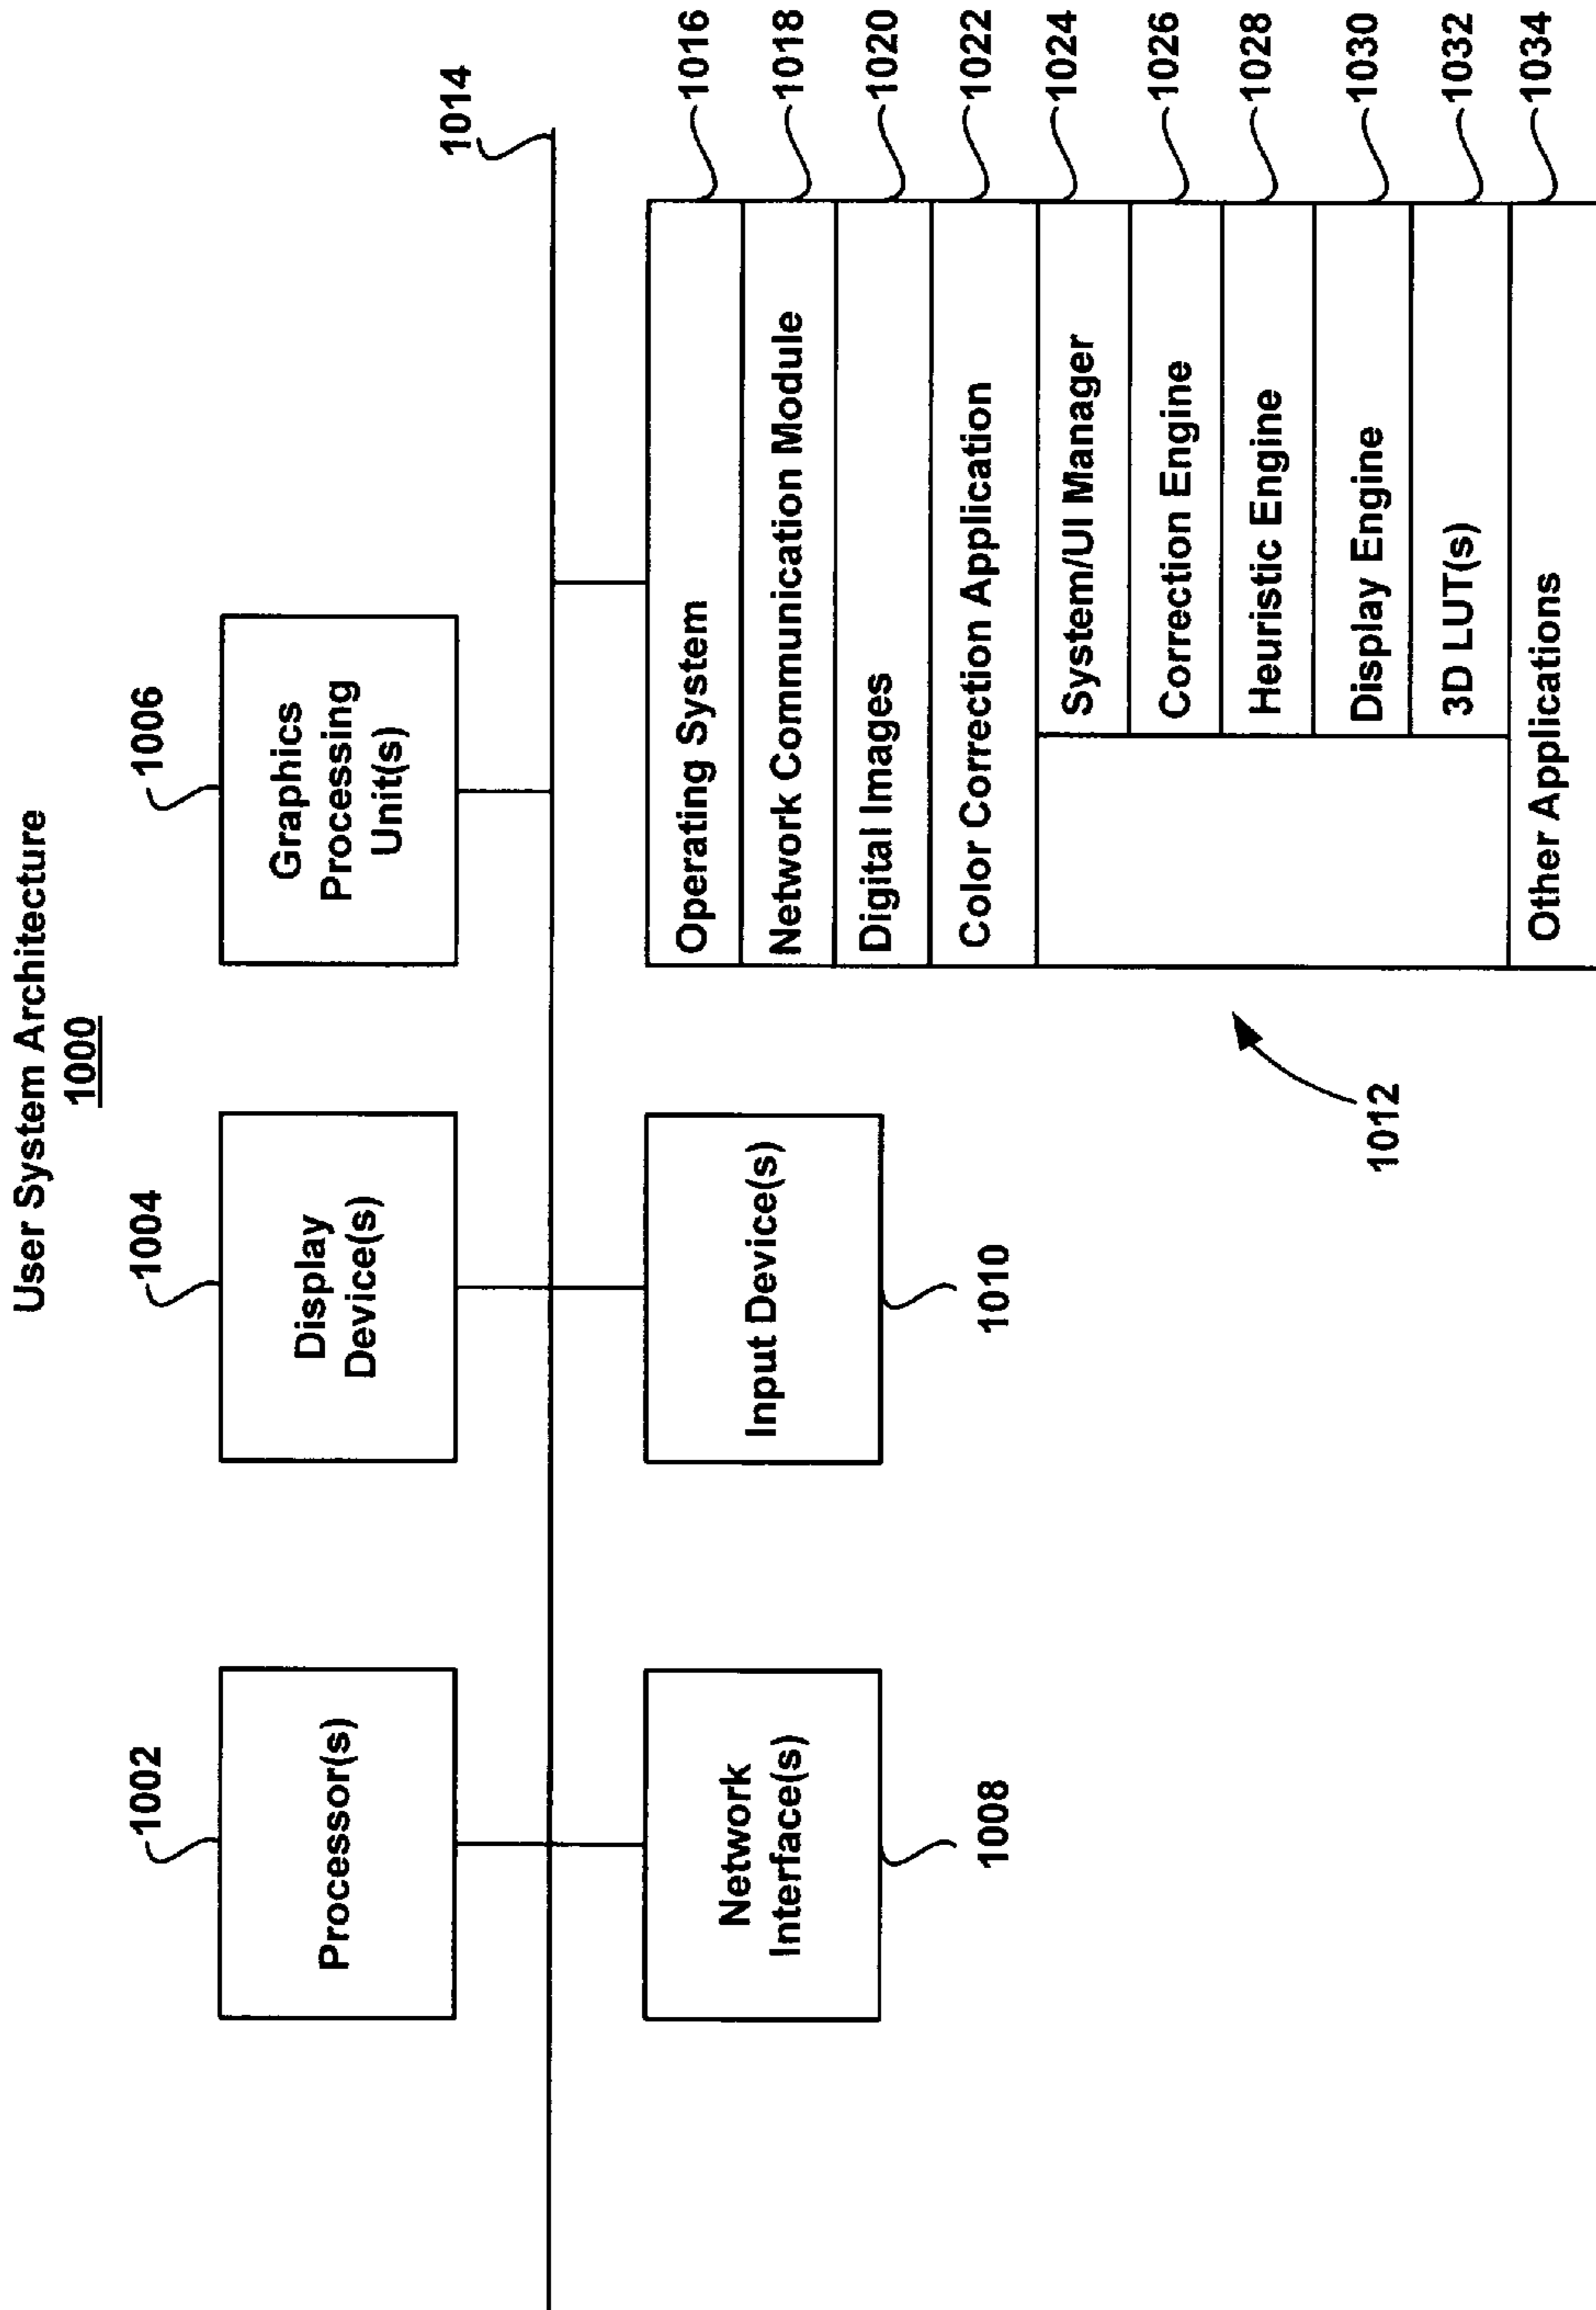 User System Architecture
1000
1002
1004
1006
Processor(s)
Display
Device(s)
Graphics
Processing
Unit(s)
1014
Network
Interface(s)
Input Device(s)
1008
1010
1012
Operating System
1016
Network Communication Module
1018
Digital Images
1020
Color Correction Application
1022
System/UI Manager
1024
Correction Engine
1026
Heuristic Engine
1028
Display Engine
1030
3D LUT(s)
1032
Other Applications
1034